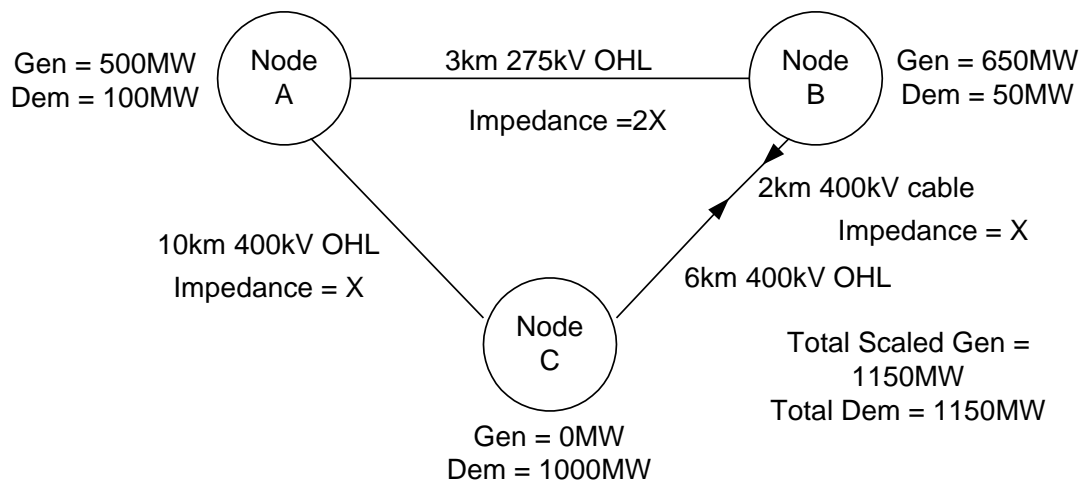 Gen = 500MW
Dem = 100MW
Node
A
3km 275kV OHL
Impedance =2X
Node
B
Gen = 650MW
Dem = 50MW
2km 400kV cable
Impedance = X
10km 400kV OHL
Impedance = X
6km 400kV OHL
Node
C
Gen = 0MW
Dem = 1000MW
Total Scaled Gen =
1150MW
Total Dem = 1150MW